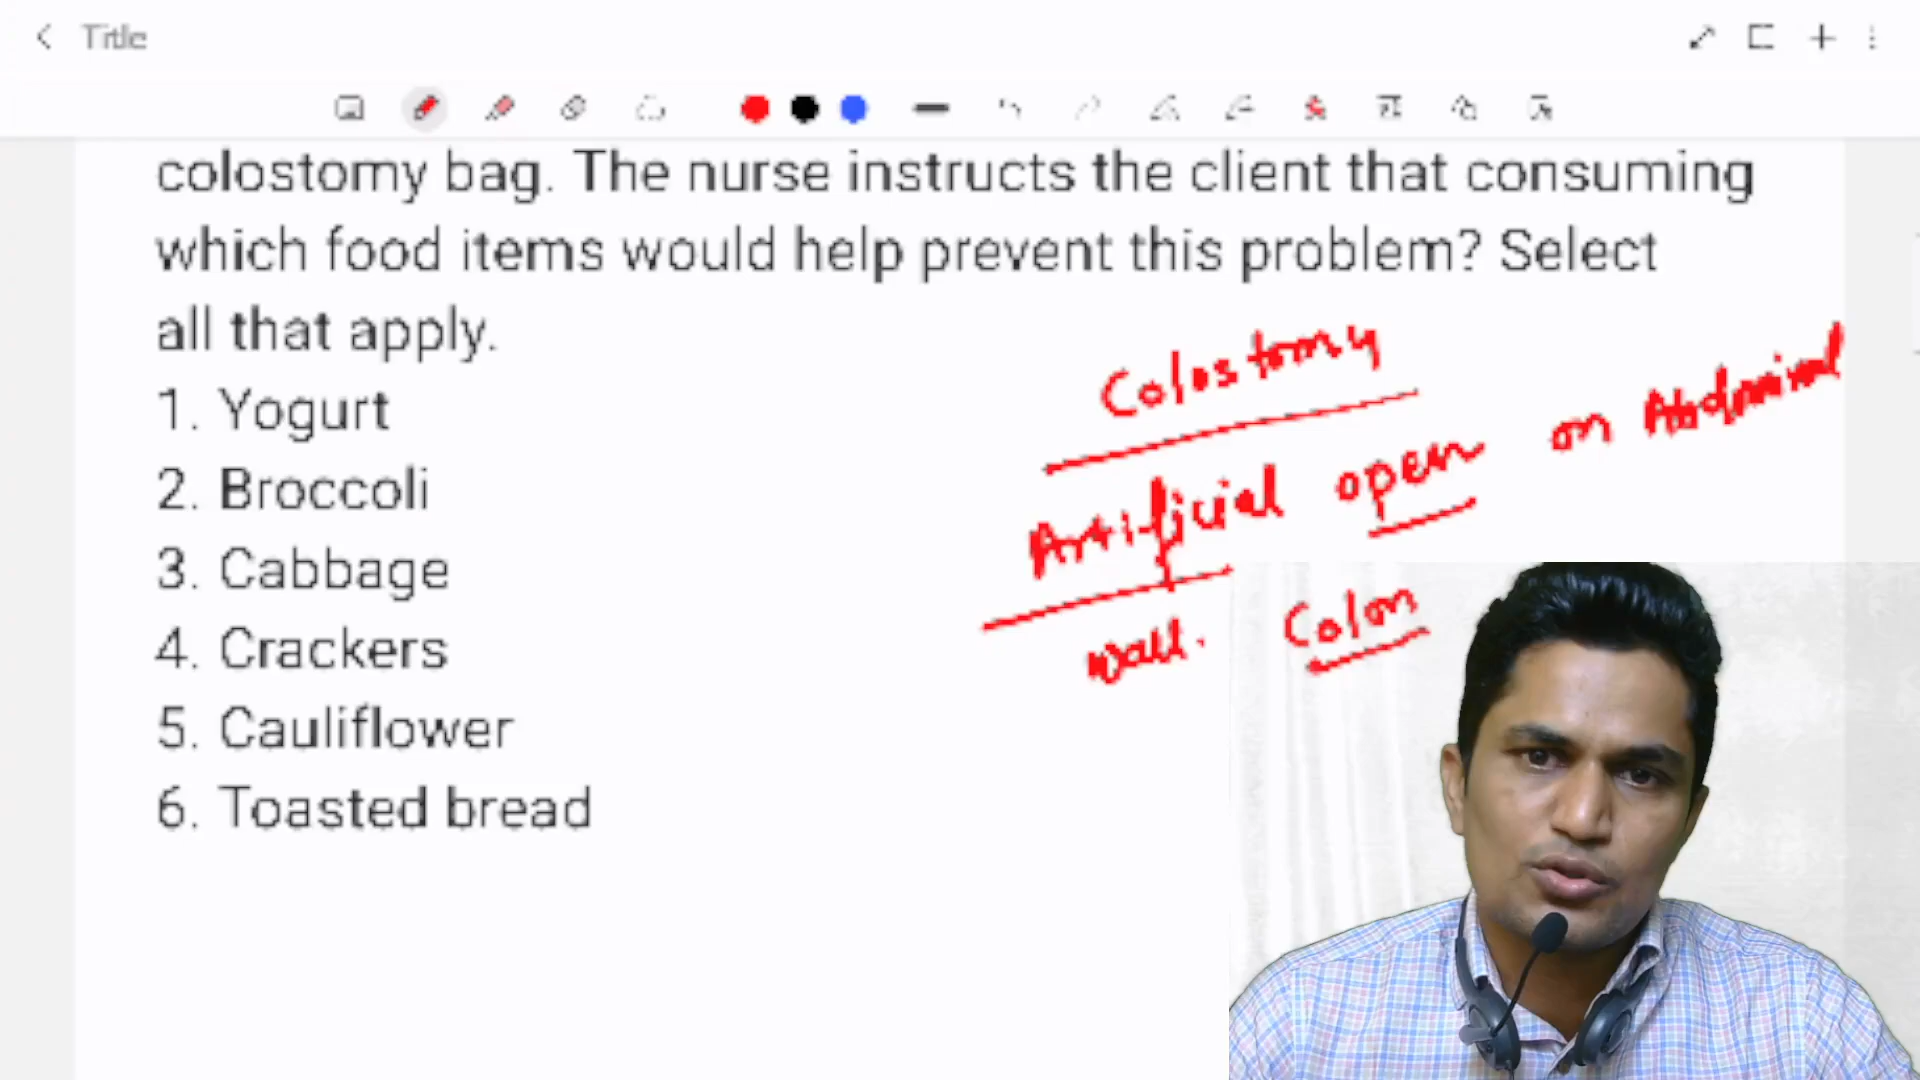 Title
colostomy bag. The nurse instructs the client that consuming
which food items would help prevent this problem? Select
all that apply.
1. Yogurt
2. Broccoli
3. Cabbage
4. Crackers
5. Cauliflower
6. Toasted bread
Colostomy
Artificial open on Abdominal
wall. Colon